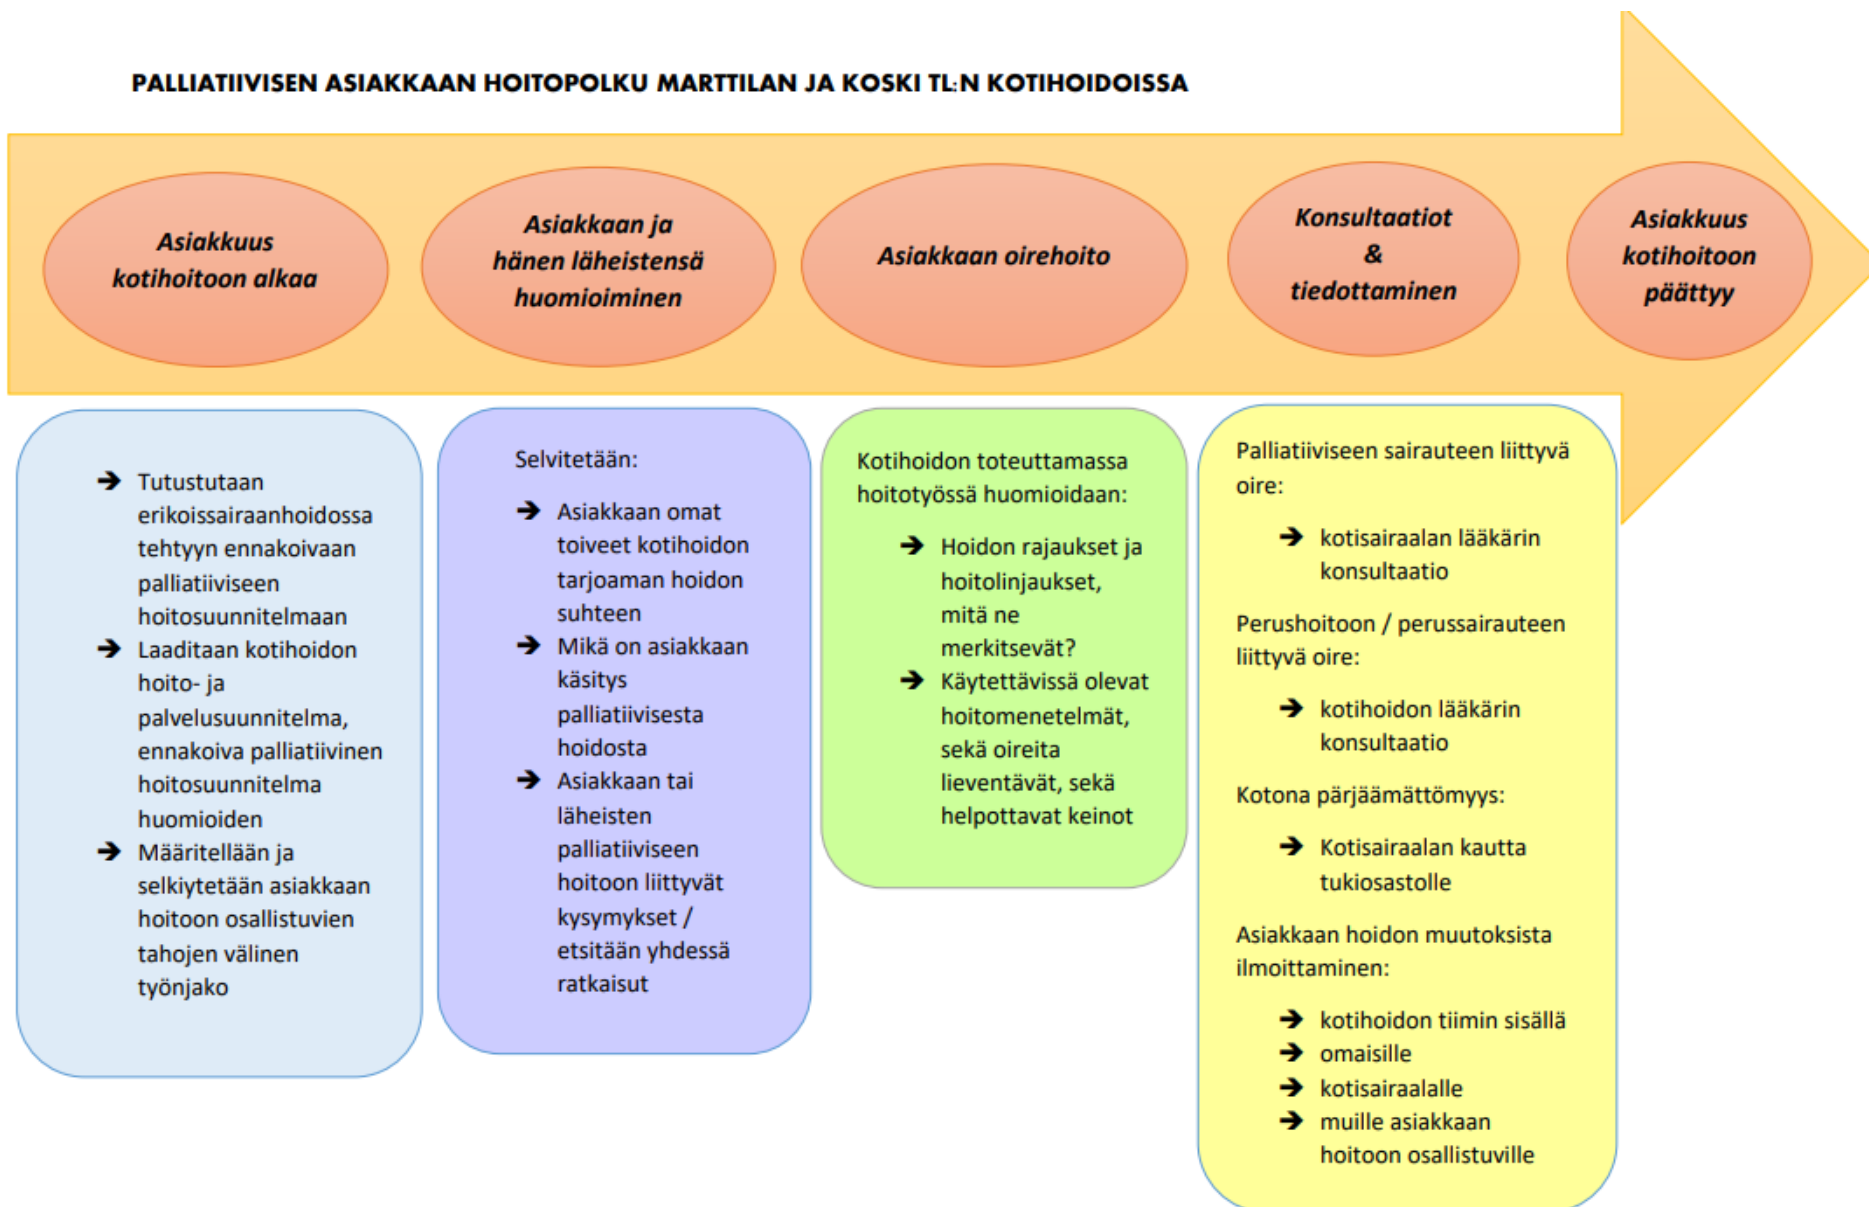 PALLIATIIVISEN ASIAKKAAN HOITOPOLKU MARTTILAN JA KOSKI TL:N KOTIHOIDOISSA
Asiakkuus
kotihoitoon alkaa
Asiakkaan ja
hänen läheistensä
huomioiminen
Asiakkaan oirehoito
Konsultaatiot
&
tiedottaminen
Asiakkuus
kotihoitoon
päättyy
➔ Tutustutaan
erikoissairaanhoidossa
tehtyyn ennakoivaan
palliatiiviseen
hoitosuunnitelmaan
➔ Laaditaan kotihoidon
hoito- ja
palvelusuunnitelma,
ennakoiva palliatiivinen
hoitosuunnitelma
huomioiden
➔ Määritellään ja
selkiytetään asiakkaan
hoitoon osallistuvien
tahojen välinen
työnjako
Selvitetään:
➔ Asiakkaan omat
toiveet kotihoidon
tarjoaman hoidon
suhteen
➔ Mikä on asiakkaan
käsitys
palliatiivisesta
hoidosta
➔ Asiakkaan tai
läheisten
palliatiiviseen
hoitoon liittyvät
kysymykset /
etsitään yhdessä
ratkaisut
Kotihoidon toteuttamassa
hoitotyössä huomioidaan:
➔ Hoidon rajaukset ja
hoitolinjaukset,
mitä ne
merkitsevät?
➔ Käytettävissä olevat
hoitomenetelmät,
sekä oireita
lieventävät, sekä
helpottavat keinot
Palliatiiviseen sairauteen liittyvä
oire:
➔ kotisairaalan lääkärin
konsultaatio
Perushoitoon / perussairauteen
liittyvä oire:
➔ kotihoidon lääkärin
konsultaatio
Kotona pärjäämättömyys:
➔ Kotisairaalan kautta
tukiosastolle
Asiakkaan hoidon muutoksista
ilmoittaminen:
➔ kotihoidon tiimin sisällä
➔ omaisille
➔ kotisairaalalle
➔ muille asiakkaan
hoitoon osallistuville